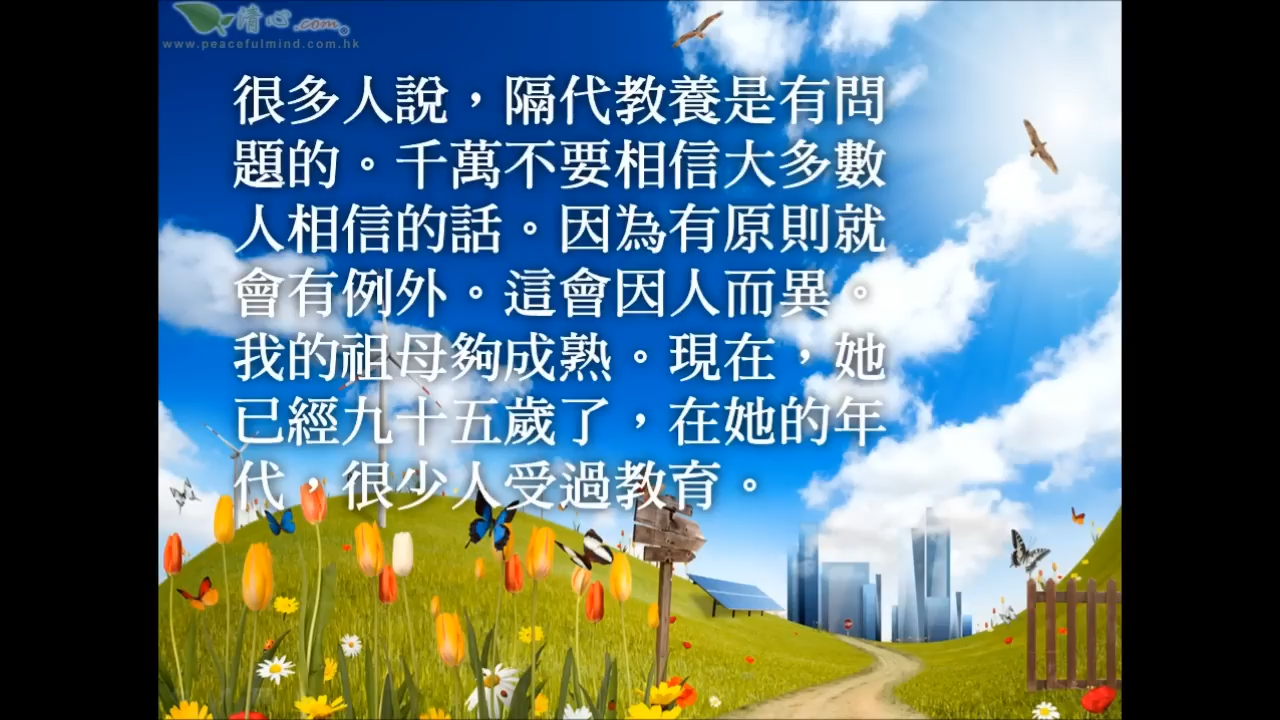 清心.com
www.peacefulmind.com.hk
很多人說，隔代教養是有問
題的。千萬不要相信大多數
人相信的話。因為有原則就
會有例外。這會因人而異。
我的祖母夠成熟。現在，她
已經九十五歲了，在她的年
代，很少人受過教育。